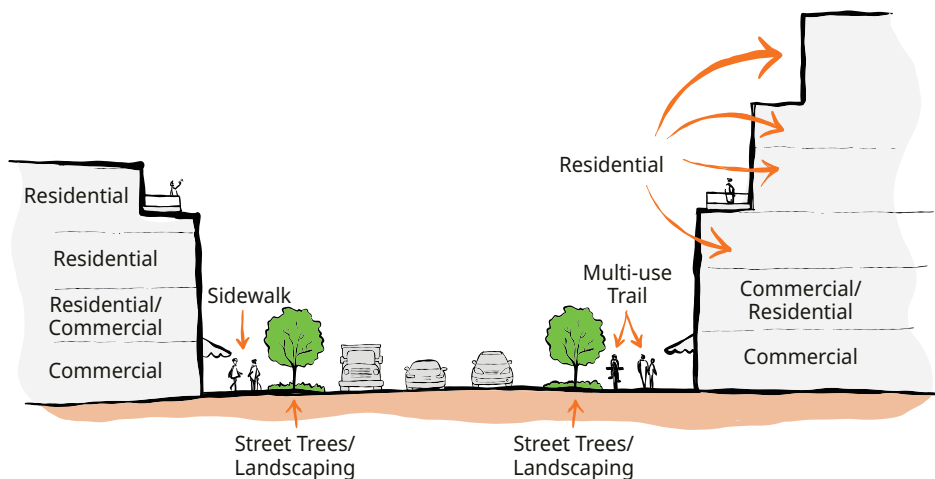 Residential
Residential
Residential/
Commercial
Commercial
Sidewalk
Street Trees/
Landscaping
Street Trees/
Landscaping
Multi-use
Trail
Residential
Commercial/
Residential
Commercial